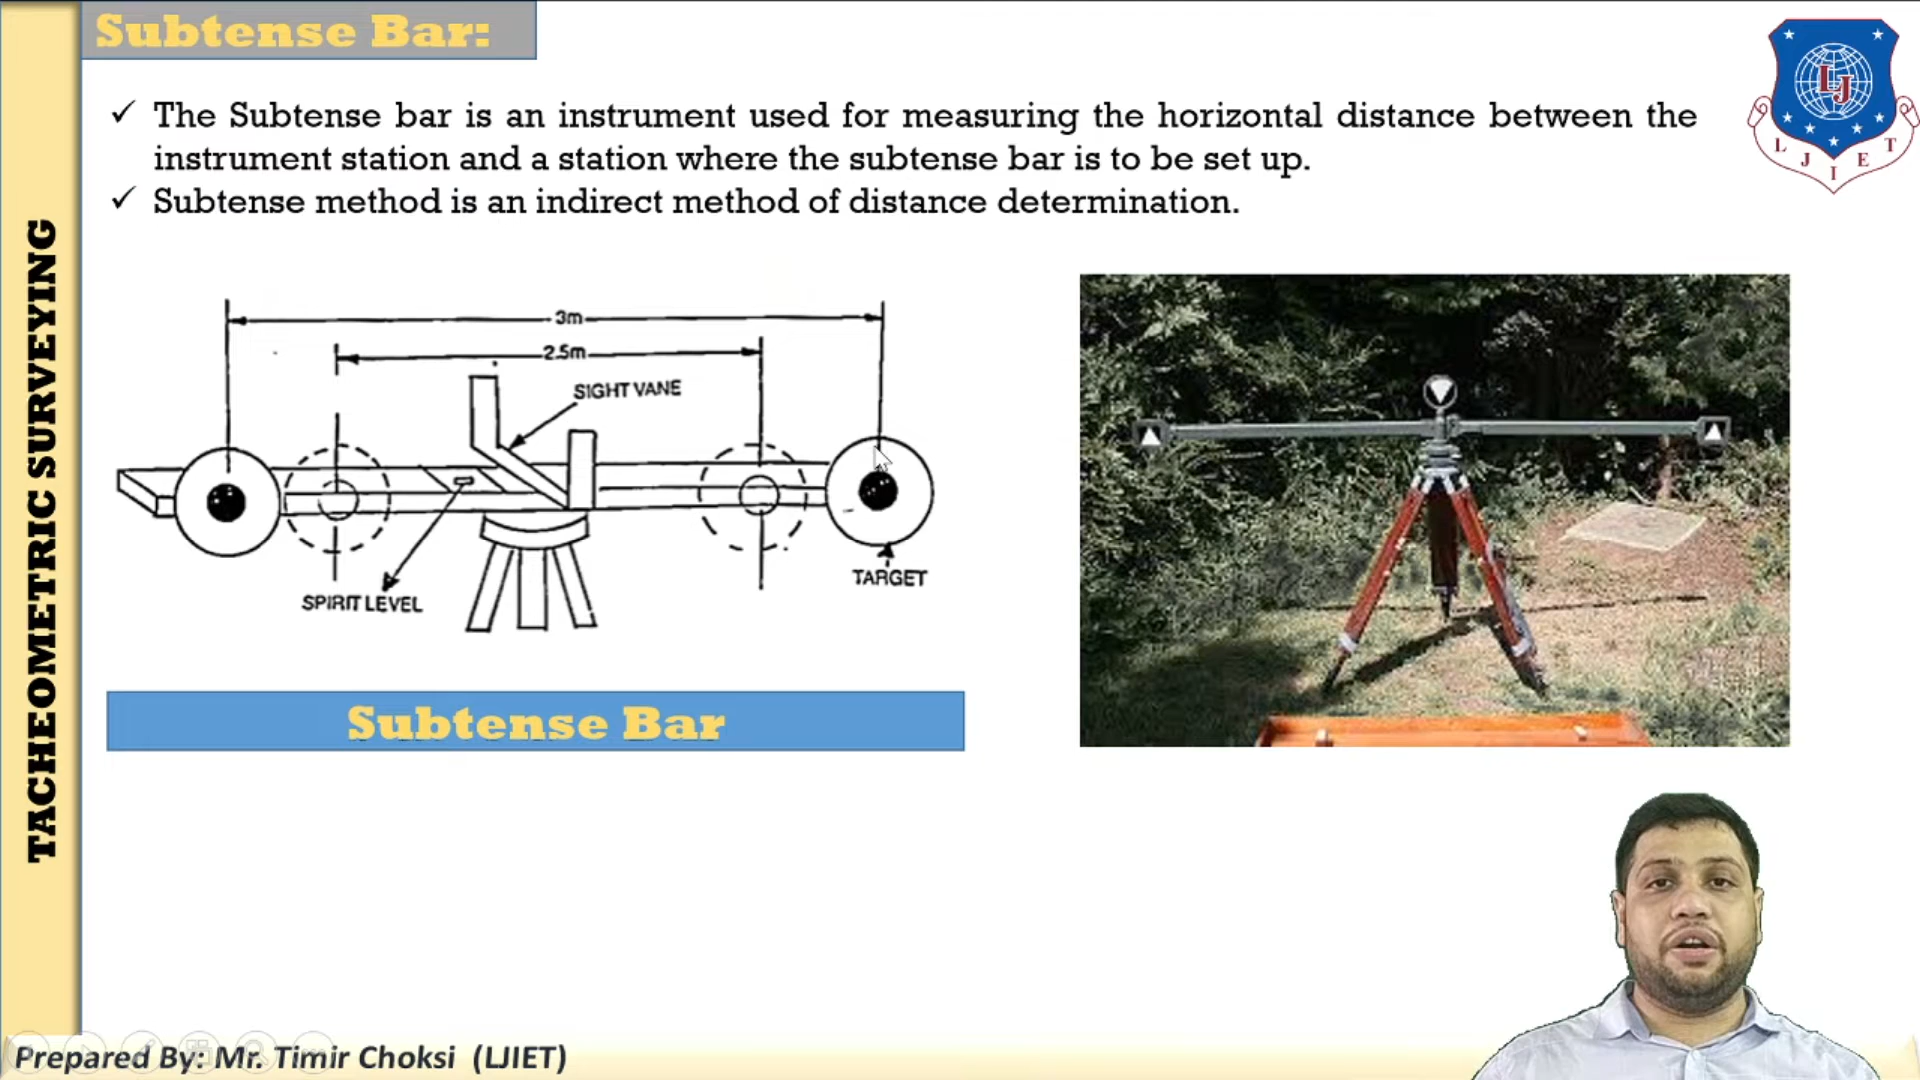 Subtense Bar:
✓ The Subtense bar is an instrument used for measuring the horizontal distance between the
instrument station and a station where the subtense bar is to be set up.
✓ Subtense method is an indirect method of distance determination.
LJ
L J I E T
TACHEOMETRIC SURVEYING
3m
2.5m
SIGHT VANE
SPIRIT LEVEL
TARGET
Subtense Bar
Prepared By: Mr. Timir Choksi (LJIET)